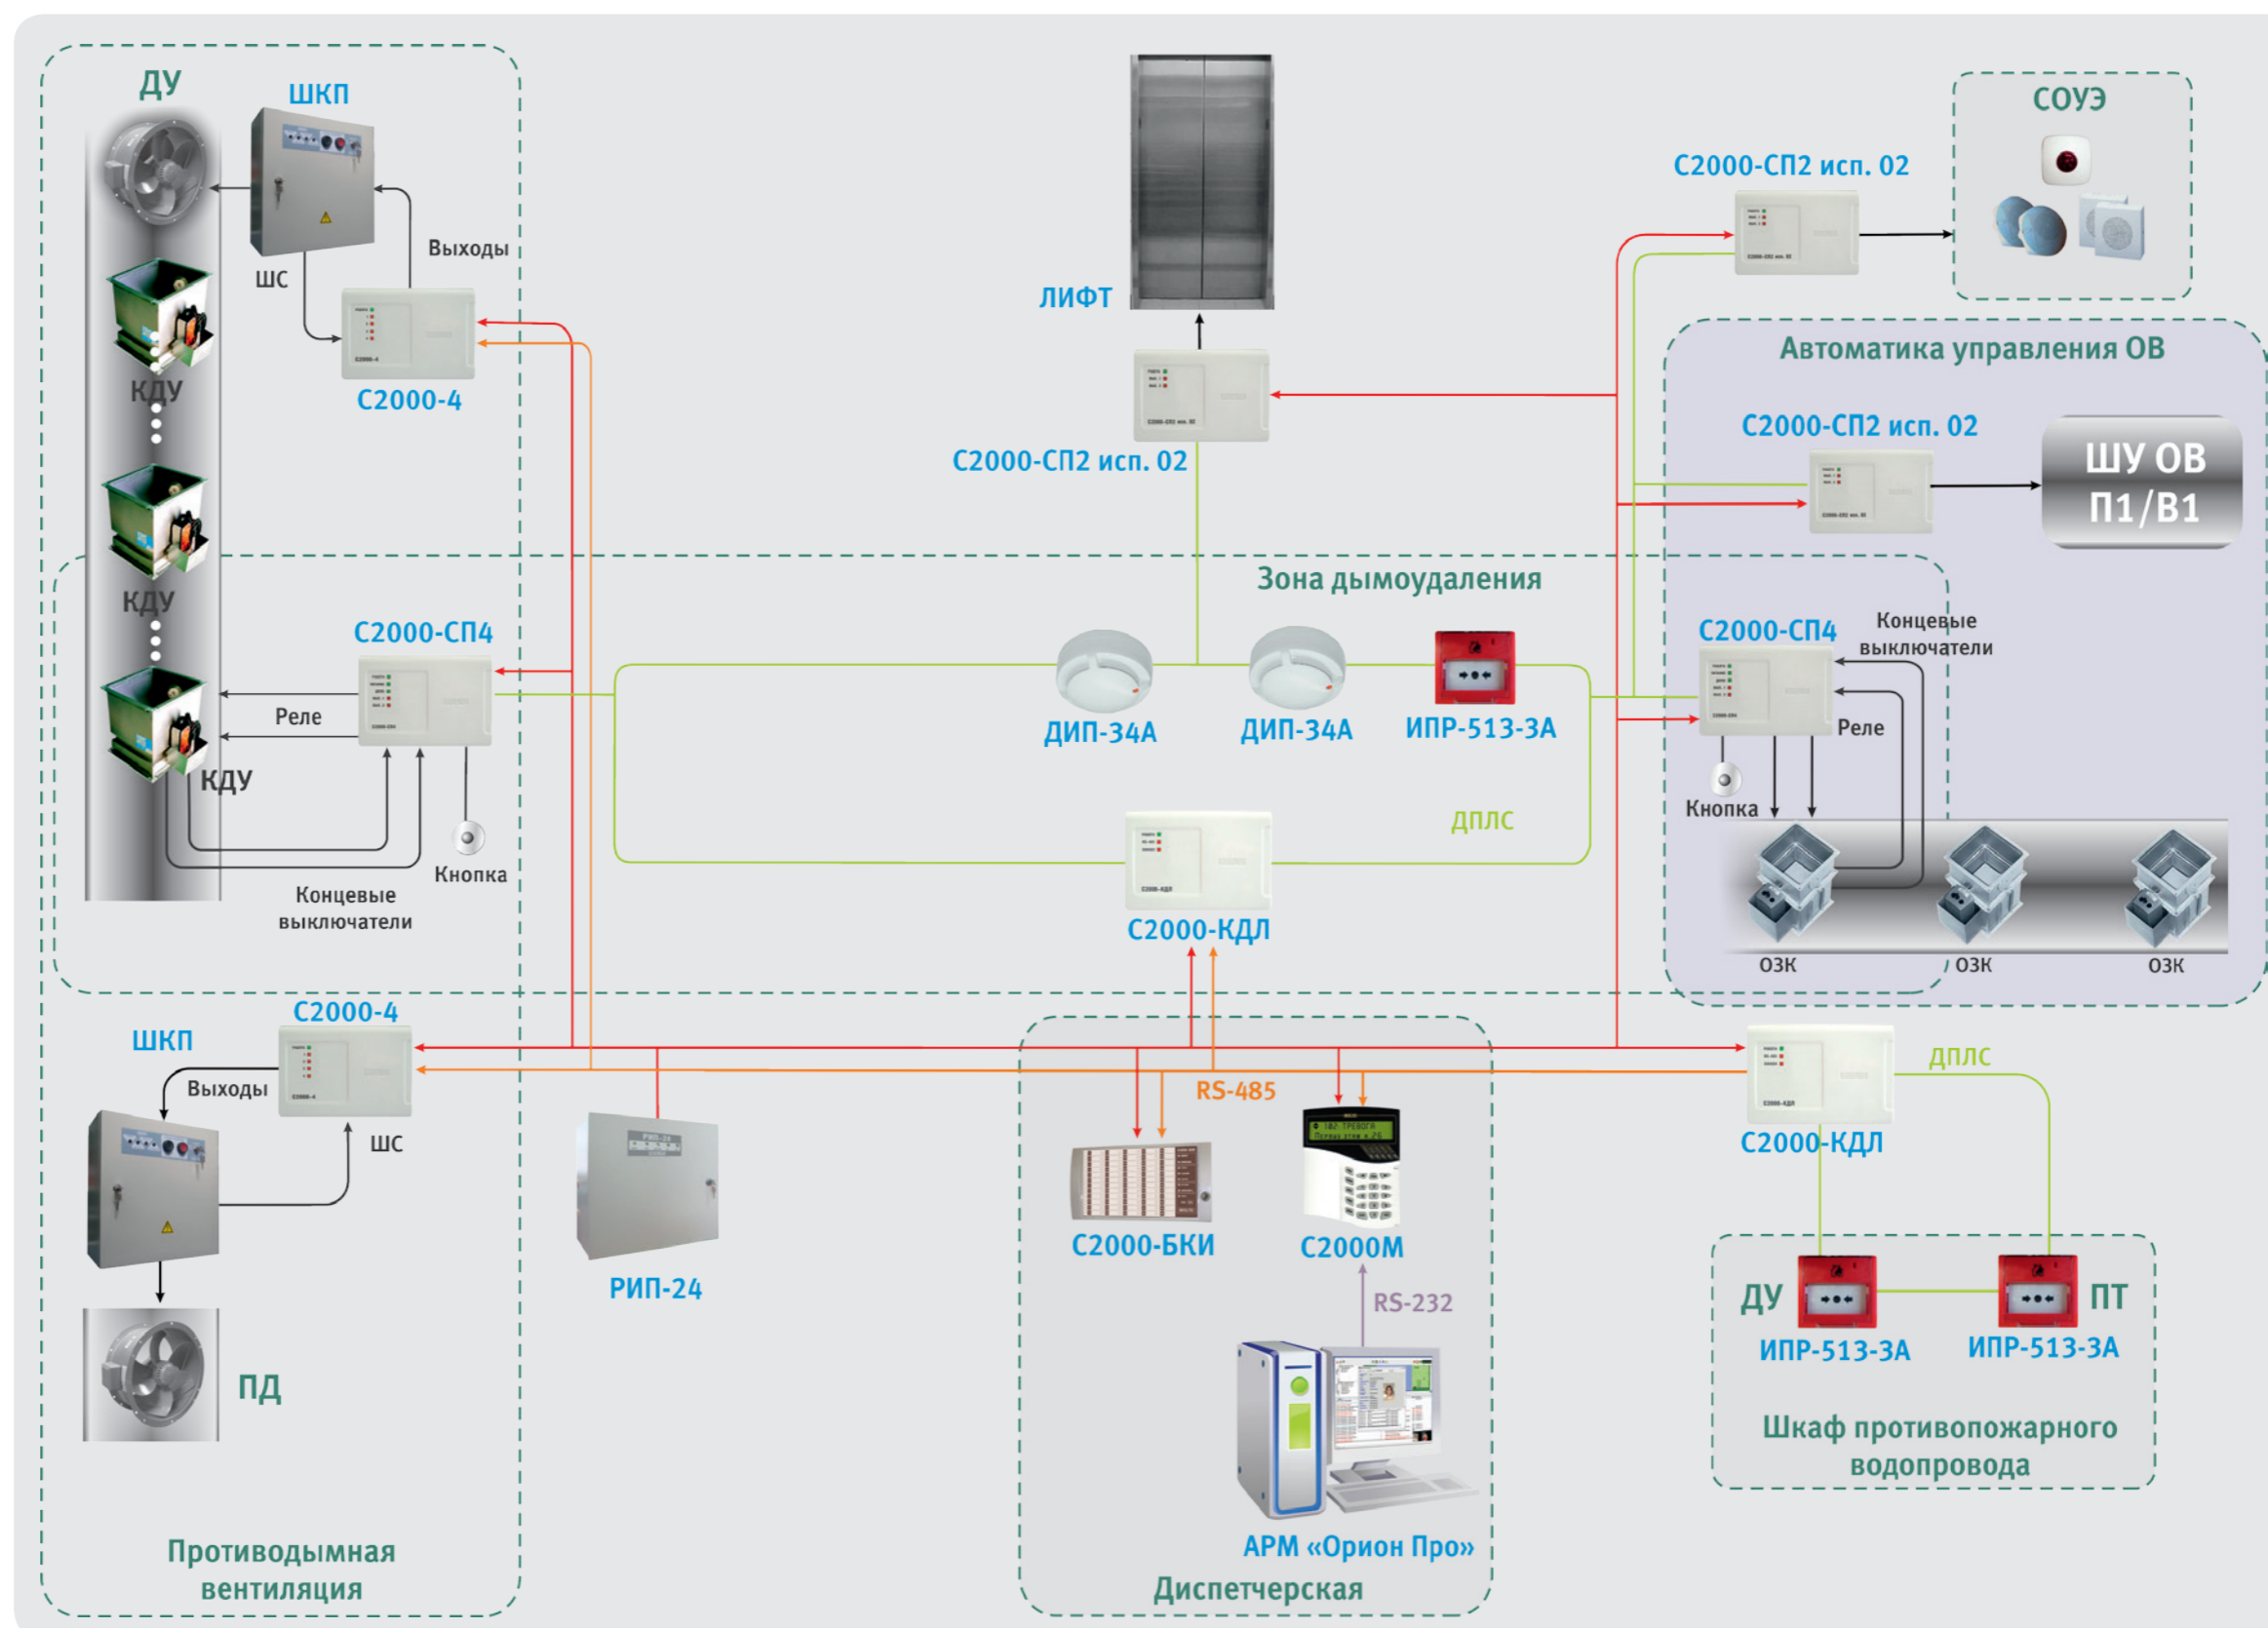 ДУ
ШКП
Выходы
ШС
С2000-4
КДУ
КДУ
С2000-СП4
Реле
КДУ
Кнопка
Концевые
выключатели
С2000-4
ШКП
Выходы
ШС
ПД
Противодымная
вентиляция
РИП-24
РИП-24
ЛИФТ
С2000-СП2 исп. 02
Зона дымоудаления
ДИП-34А
ДИП-34А
ИПР-513-3А
ДПЛС
С2000-КДЛ
RS-485
С2000-БКИ
102: ТРЕВОГА
С2000М
RS-232
АРМ «Орион Про»
Диспетчерская
С2000-СП2 исп. 02
СОУЭ
Автоматика управления ОВ
С2000-СП2 исп. 02
ШУ ОВ
П1/В1
С2000-СП4
Концевые
выключатели
Реле
Кнопка
ОЗК
ОЗК
ОЗК
С2000-КДЛ
ДПЛС
ДУ
ПТ
ИПР-513-3А
ИПР-513-3А
Шкаф противопожарного
водопровода